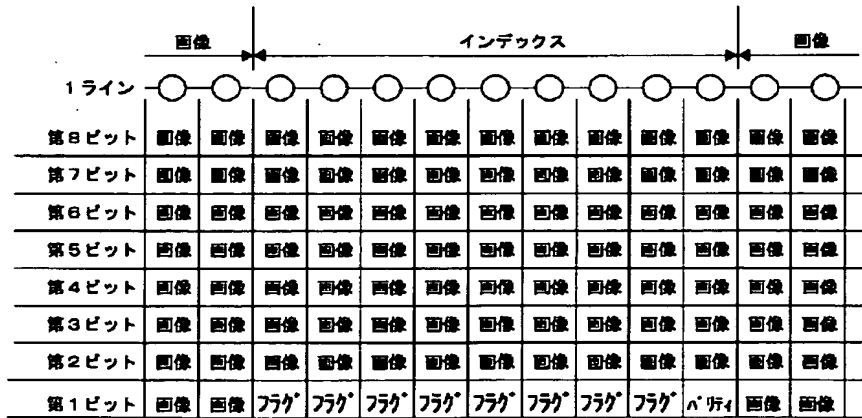 画像 インデックス 画像
1ライン
第8ビット 画像 画像 画像 画像 画像 画像 画像 画像 画像 画像 画像 画像 画像
第7ビット 画像 画像 画像 画像 画像 画像 画像 画像 画像 画像 画像 画像 画像
第6ビット 画像 画像 画像 画像 画像 画像 画像 画像 画像 画像 画像 画像 画像
第5ビット 画像 画像 画像 画像 画像 画像 画像 画像 画像 画像 画像 画像 画像
第4ビット 画像 画像 画像 画像 画像 画像 画像 画像 画像 画像 画像 画像 画像
第3ビット 画像 画像 画像 画像 画像 画像 画像 画像 画像 画像 画像 画像 画像
第2ビット 画像 画像 画像 画像 画像 画像 画像 画像 画像 画像 画像 画像 画像
第1ビット 画像 画像 フラグ フラグ フラグ フラグ フラグ フラグ フラグ フラグ パリティ 画像 画像